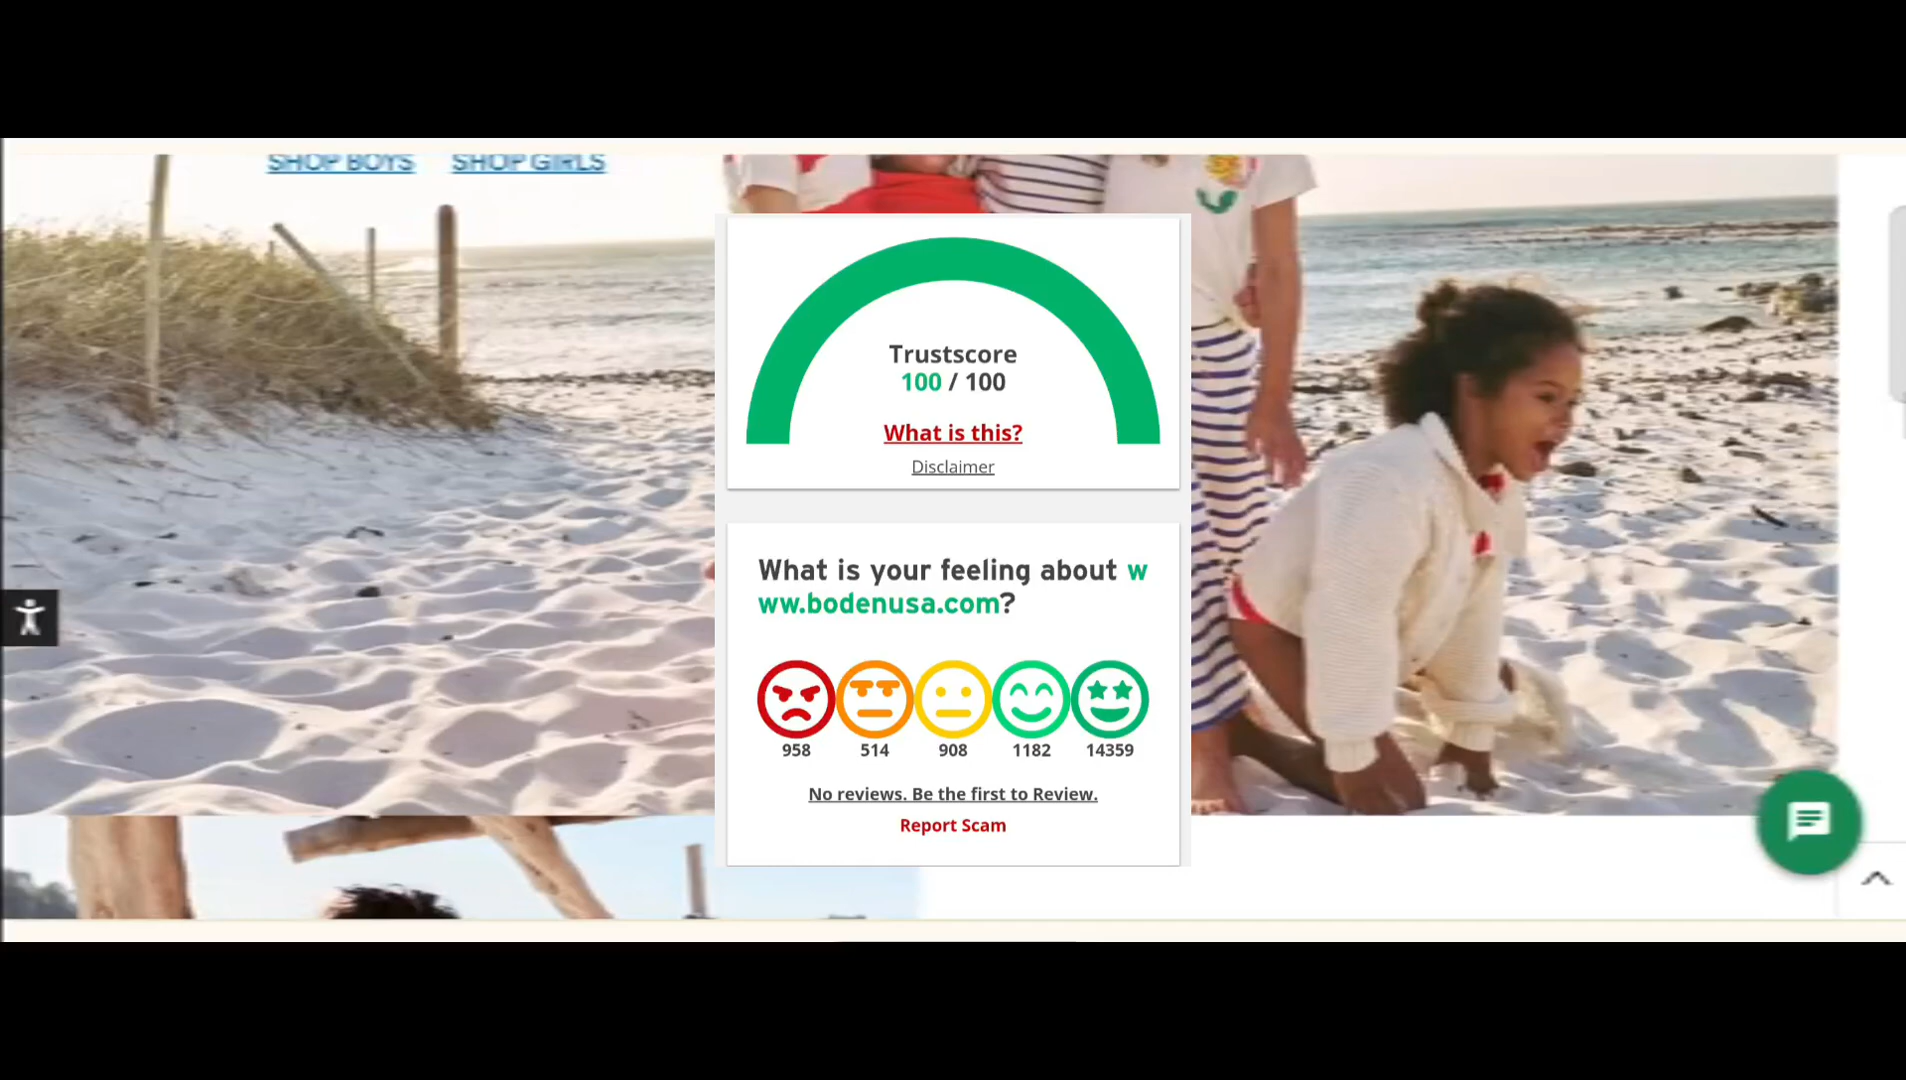 SHOP BOYS SHOP GIRLS
Trustscore
100 / 100
What is this?
Disclaimer
What is your feeling about w
ww.bodenusa.com?
958 514 908 1182 14359
No reviews. Be the first to Review.
Report Scam